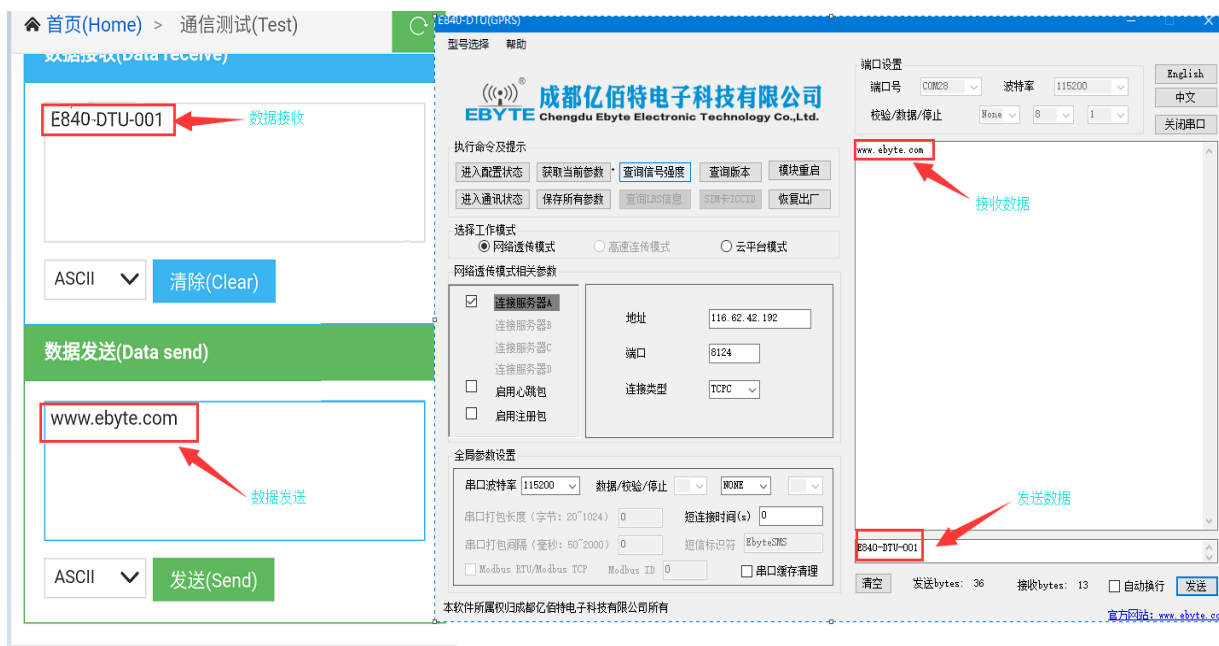 首页(Home) > 通信测试(Test)
数据接收(Data receive)
E840-DTU-001
数据接收
ASCII
清除(Clear)
数据发送(Data send)
www.ebyte.com
数据发送
ASCII
发送(Send)
E840-DTU(GPRS)
型号选择 帮助
((( ))) ®
EBYTE
成都亿佰特电子科技有限公司
Chengdu Ebyte Electronic Technology Co.,Ltd.
执行命令及提示
进入配置状态 获取当前参数 查询信号强度 查询版本 模块重启
进入通讯状态 保存所有参数 查询LBS信息 SIM卡ICCID 恢复出厂
选择工作模式
网络透传模式 高速连传模式 云平台模式
网络透传模式相关参数
连接服务器A
连接服务器B
连接服务器C
连接服务器D
启用心跳包
启用注册包
地址 116.62.42.192
端口 8124
连接类型 TCPC
全局参数设置
串口波特率 115200 数据/校验/停止 NONE
串口打包长度 (字节: 20~1024) 0 短连接时间(s) 0
串口打包间隔 (毫秒: 50~2000) 0 短信标识符 EbyteSMS
Modbus RTU/Modbus TCP Modbus ID 0 串口缓存清理
本软件所属权归成都亿佰特电子科技有限公司所有
端口设置
端口号 COM28 波特率 115200
校验/数据/停止 None 8 1
English
中文
关闭串口
www.ebyte.com
接收数据
发送数据
E840-DTU-001
清空 发送bytes: 36 接收bytes: 13 自动换行 发送
官方网站: www.ebyte.co